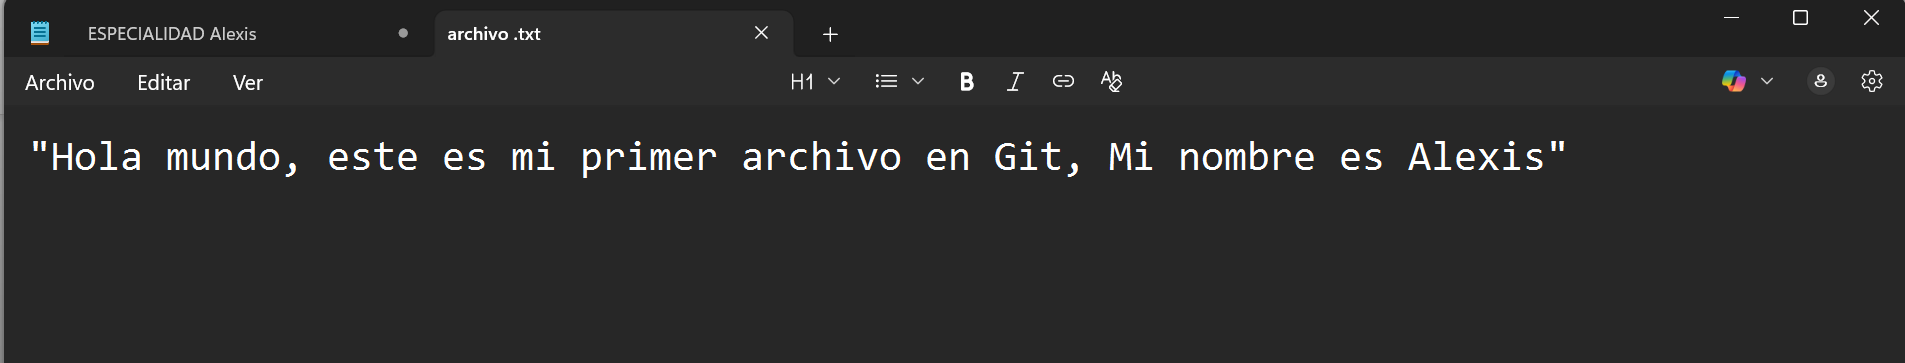 ESPECIALIDAD Alexis
archivo .txt
Archivo Editar Ver
H1 B I Ab
"Hola mundo, este es mi primer archivo en Git, Mi nombre es Alexis"